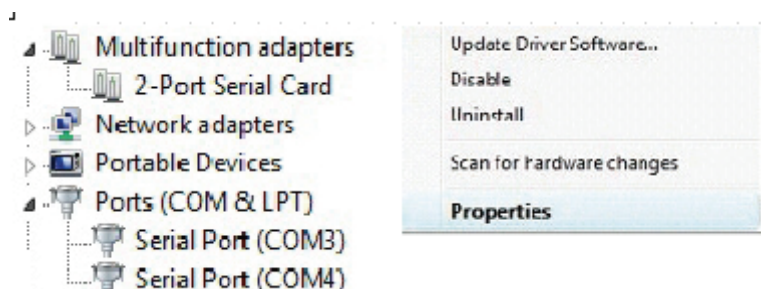 Multifunction adapters
2-Port Serial Card
Network adapters
Portable Devices
Ports (COM & LPT)
Serial Port (COM3)
Serial Port (COM4)
Update Driver Software...
Disable
Uninstall
Scan for hardware changes
Properties